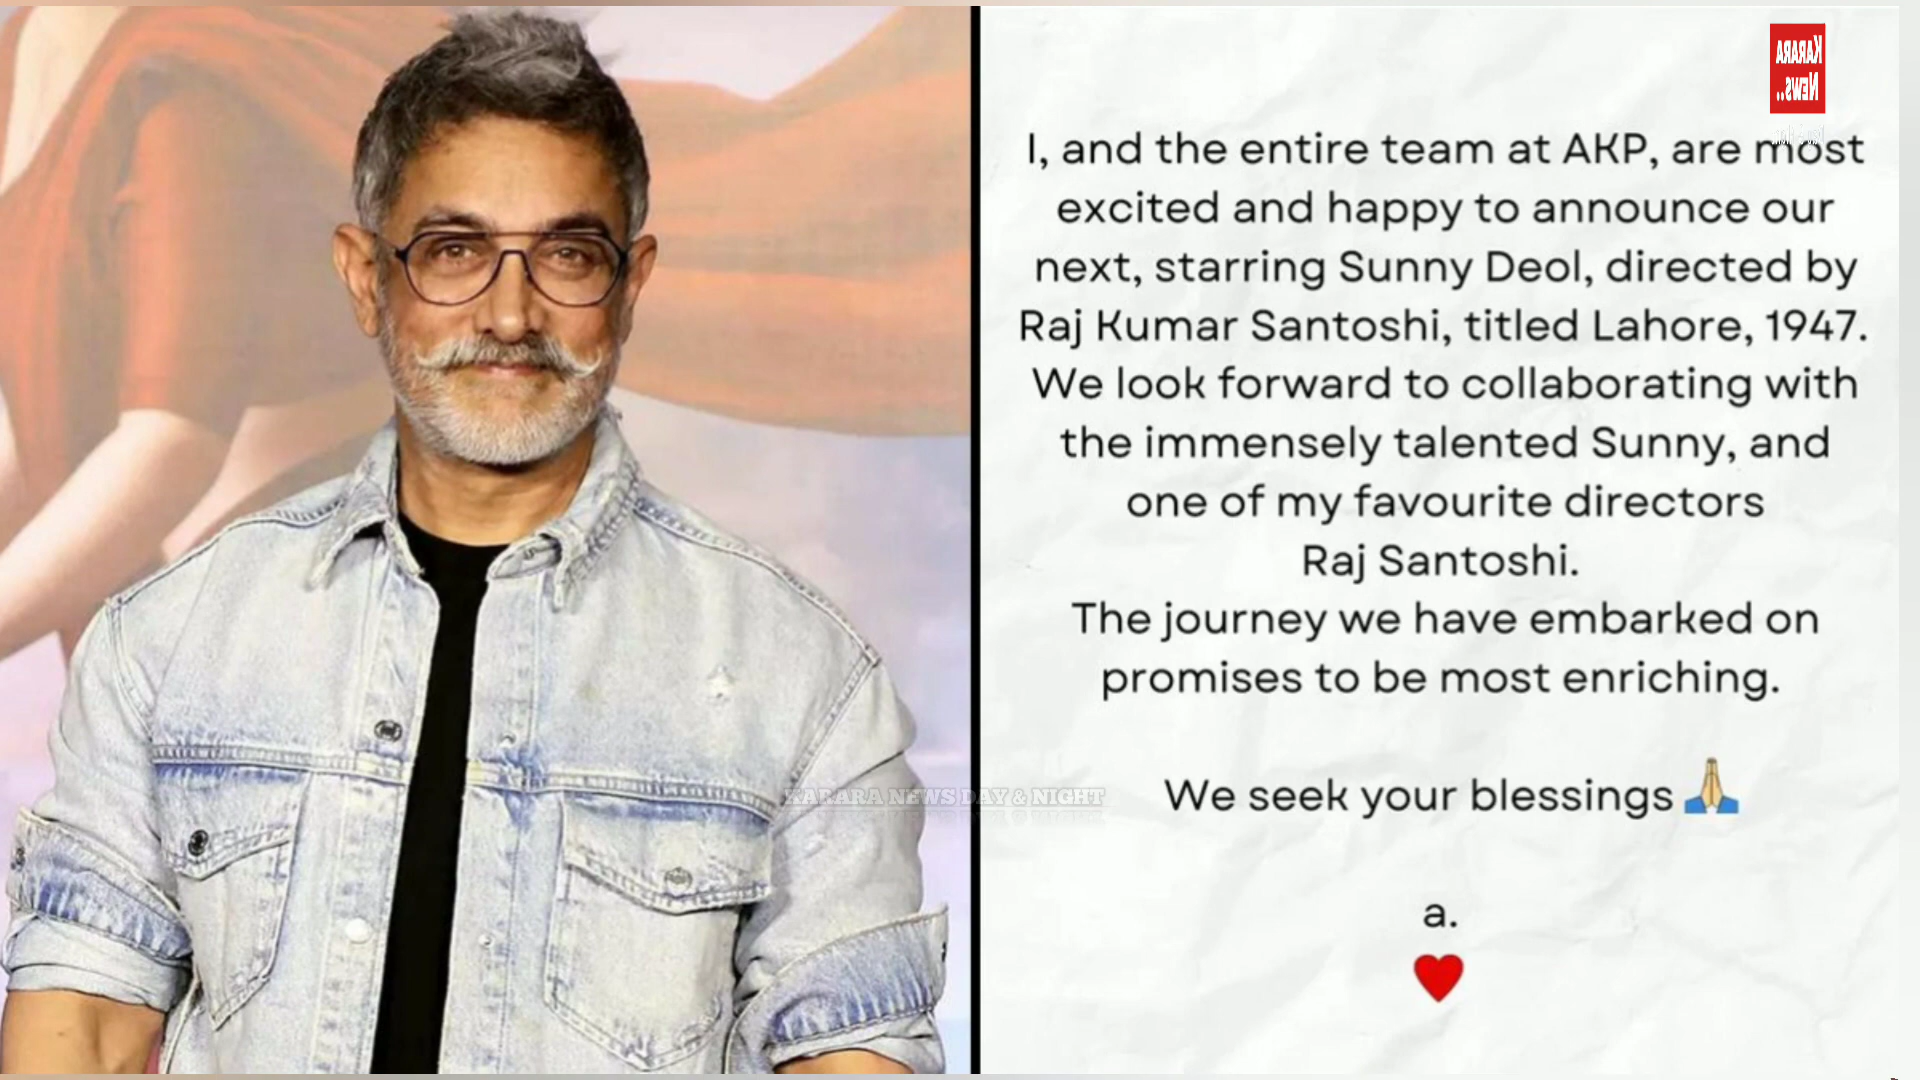 KARARA
NEWS..
I, and the entire team at AKP, are most
excited and happy to announce our
next, starring Sunny Deol, directed by
Raj Kumar Santoshi, titled Lahore, 1947.
We look forward to collaborating with
the immensely talented Sunny, and
one of my favourite directors
Raj Santoshi.
The journey we have embarked on
promises to be most enriching.
We seek your blessings 🙏
a.
❤️
KARARA NEWS DAY & NIGHT